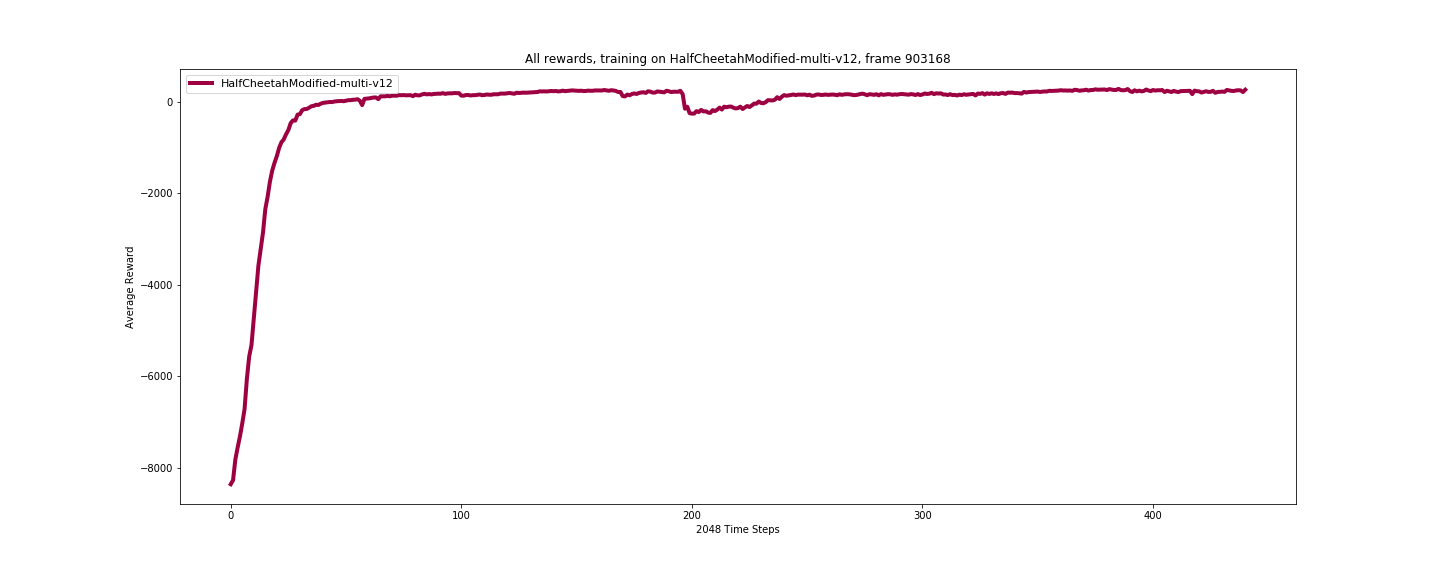 All rewards, training on HalfCheetahModified-multi-v12, frame 903168
HalfCheetahModified-multi-v12
0
−2000
−4000
−6000
−8000
Average Reward
0 100 200 300 400
2048 Time Steps